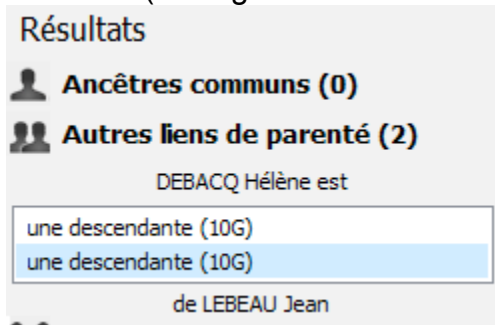 Résultats
Ancêtres communs (0)
Autres liens de parenté (2)
DEBACQ Hélène est
une descendante (10G)
une descendante (10G)
de LEBEAU Jean